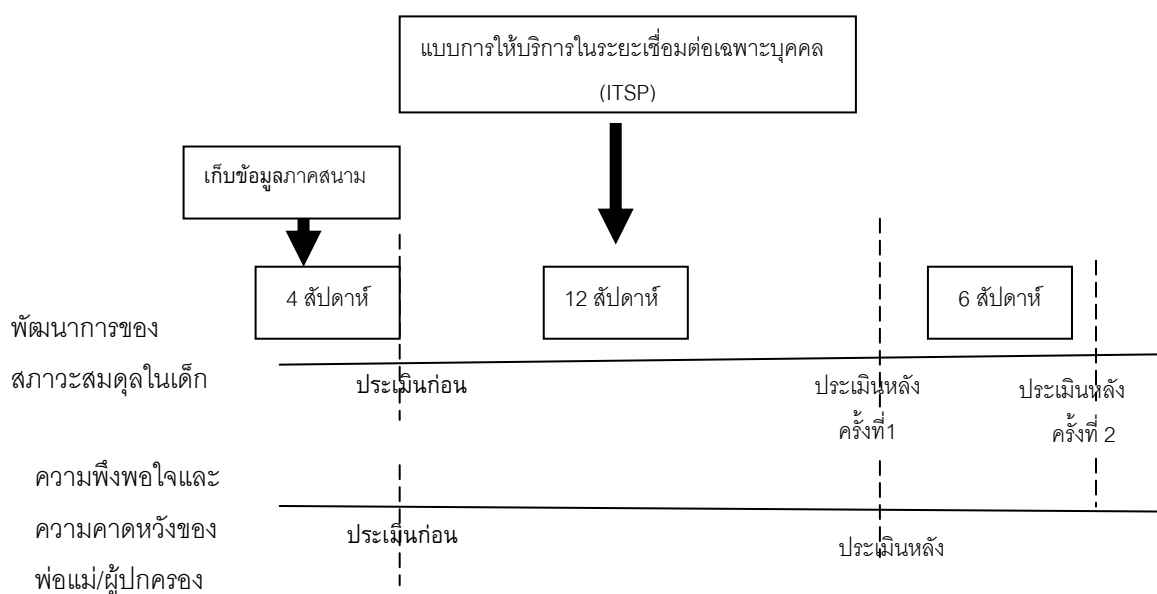 แบบการให้บริการในระยะเชื่อมต่อเฉพาะบุคคล
(ITSP)
เก็บข้อมูลภาคสนาม
4 สัปดาห์
12 สัปดาห์
6 สัปดาห์
พัฒนาการของ
สภาวะสมดุลในเด็ก
ประเมินก่อน
ประเมินหลัง
ครั้งที่1
ประเมินหลัง
ครั้งที่ 2
ความพึงพอใจและ
ความคาดหวังของ
พ่อแม่/ผู้ปกครอง
ประเมินก่อน
ประเมินหลัง